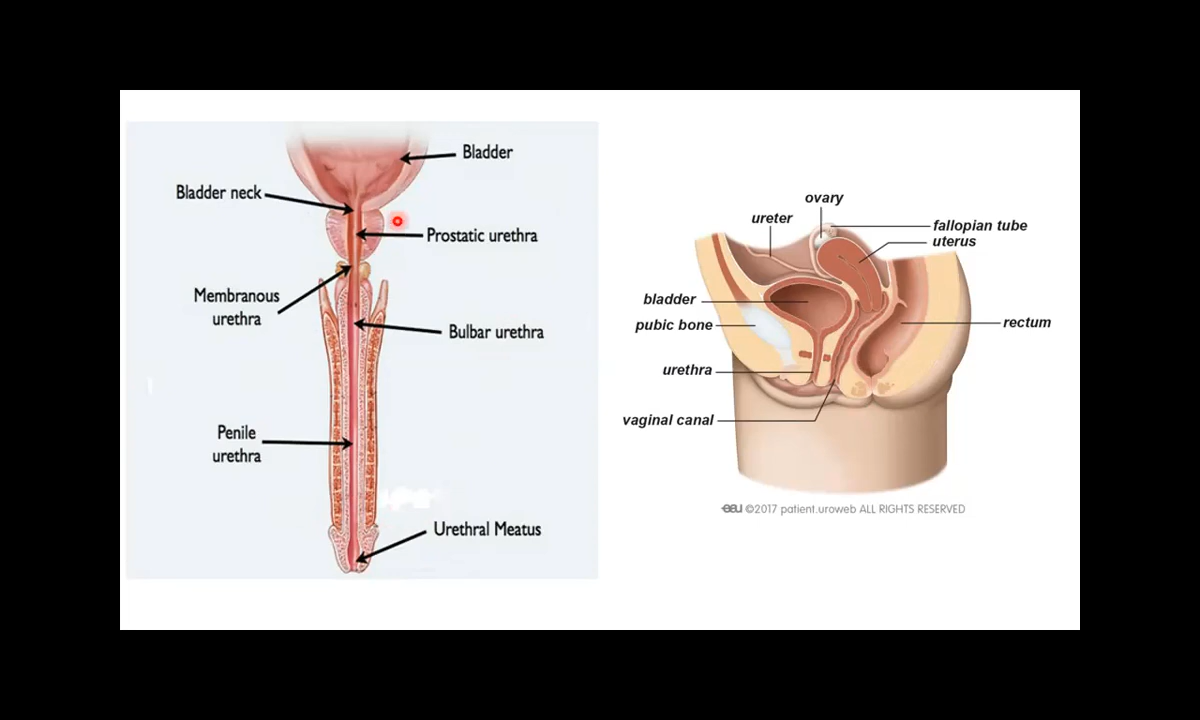 Bladder
Bladder neck
Prostatic urethra
Membranous
urethra
Bulbar urethra
Penile
urethra
Urethral Meatus
ovary
ureter
fallopian tube
uterus
bladder
pubic bone
rectum
urethra
vaginal canal
eau ©2017 patient.uroweb ALL RIGHTS RESERVED